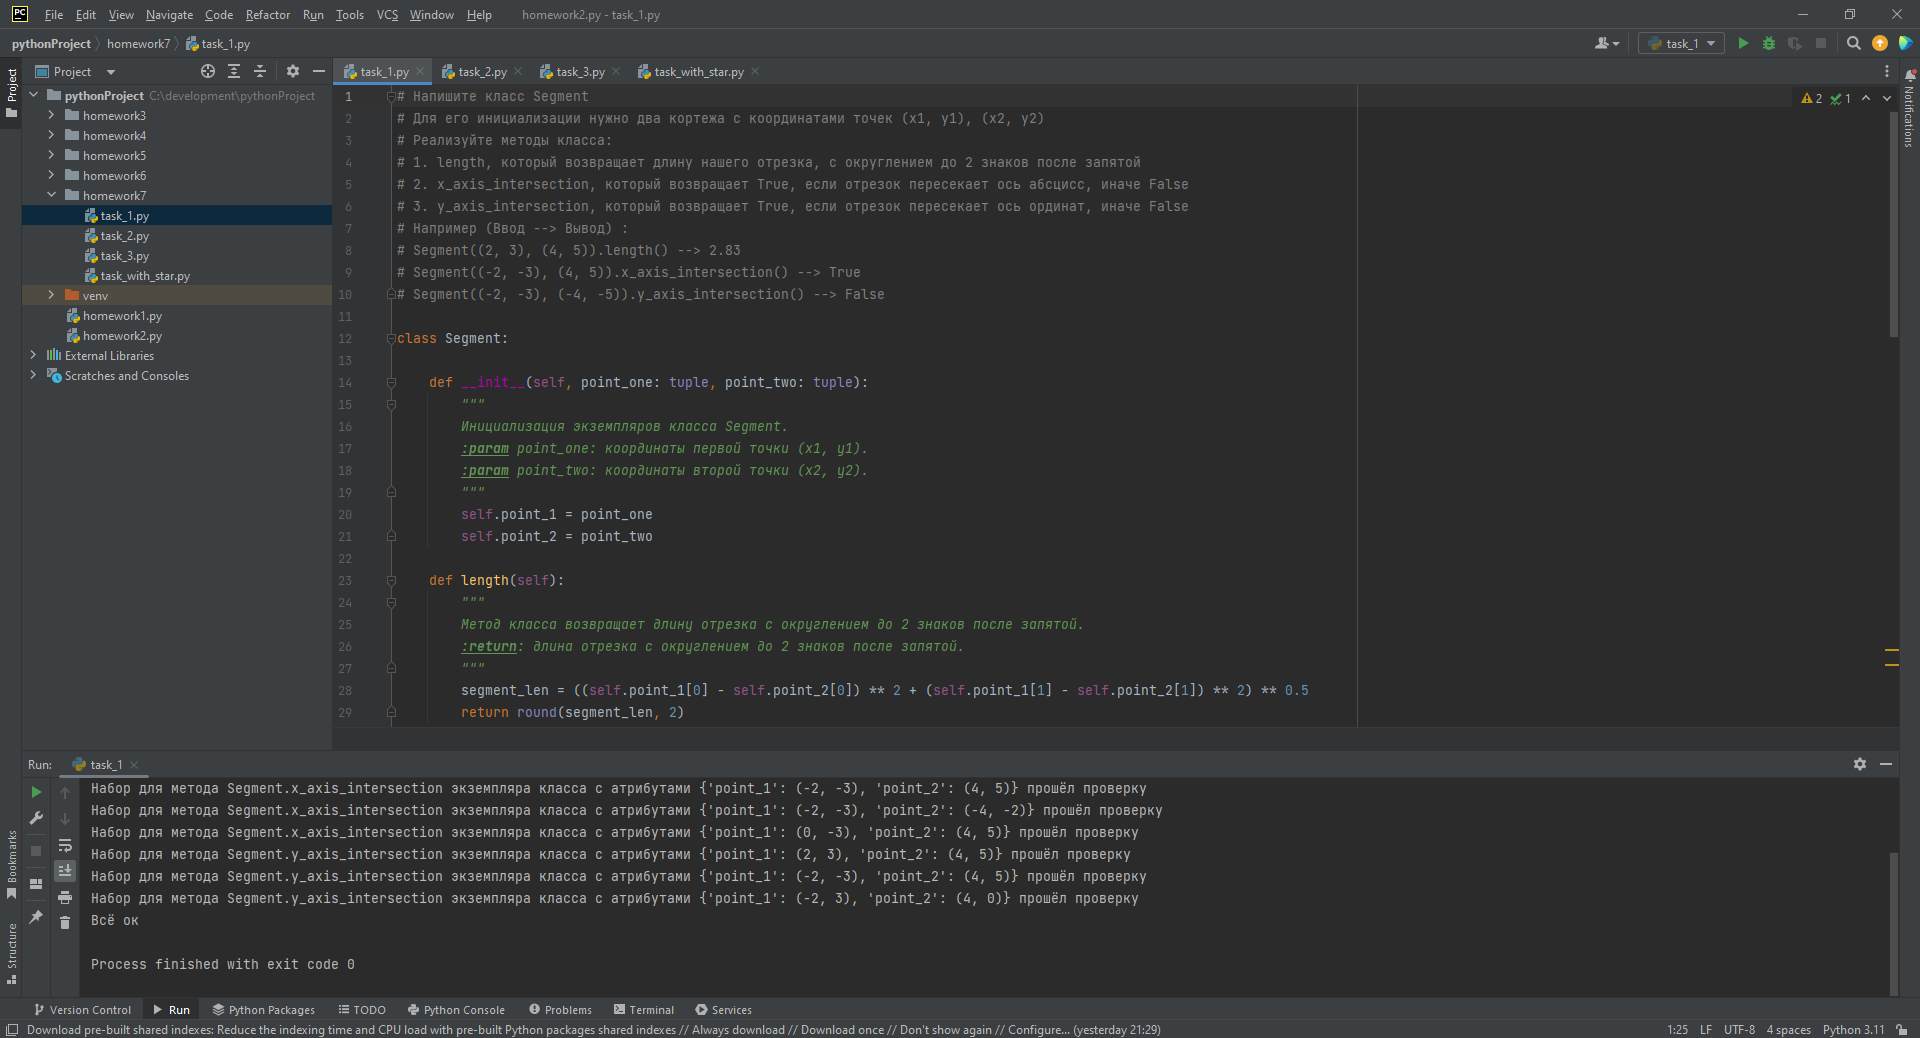 File Edit View Navigate Code Refactor Run Tools VCS Window Help homework2.py - task_1.py
pythonProject homework7 task_1.py
task_1
Project
Project
task_1.py task_2.py task_3.py task_with_star.py
Notifications
pythonProject C:\development\pythonProject
homework3
homework4
homework5
homework6
homework7
task_1.py
task_2.py
task_3.py
task_with_star.py
venv
homework1.py
homework2.py
External Libraries
Scratches and Consoles
2 1
1 # Напишите класс Segment
2 # Для его инициализации нужно два кортежа с координатами точек (x1, y1), (x2, y2)
3 # Реализуйте методы класса:
4 # 1. length, который возвращает длину нашего отрезка, с округлением до 2 знаков после запятой
5 # 2. x_axis_intersection, который возвращает True, если отрезок пересекает ось абсцисс, иначе False
6 # 3. y_axis_intersection, который возвращает True, если отрезок пересекает ось ординат, иначе False
7 # Например (Ввод --> Вывод) :
8 # Segment((2, 3), (4, 5)).length() --> 2.83
9 # Segment((-2, -3), (4, 5)).x_axis_intersection() --> True
10 # Segment((-2, -3), (-4, -5)).y_axis_intersection() --> False
11
12 class Segment:
13
14 def __init__(self, point_one: tuple, point_two: tuple):
15 """
16 Инициализация экземпляров класса Segment.
17 :param point_one: координаты первой точки (x1, y1).
18 :param point_two: координаты второй точки (x2, y2).
19 """
20 self.point_1 = point_one
21 self.point_2 = point_two
22
23 def length(self):
24 """
25 Метод класса возвращает длину отрезка с округлением до 2 знаков после запятой.
26 :return: длина отрезка с округлением до 2 знаков после запятой.
27 """
28 segment_len = ((self.point_1[0] - self.point_2[0]) ** 2 + (self.point_1[1] - self.point_2[1]) ** 2) ** 0.5
29 return round(segment_len, 2)
Run: task_1
Набор для метода Segment.x_axis_intersection экземпляра класса с атрибутами {'point_1': (-2, -3), 'point_2': (4, 5)} прошёл проверку
Набор для метода Segment.x_axis_intersection экземпляра класса с атрибутами {'point_1': (-2, -3), 'point_2': (-4, -2)} прошёл проверку
Набор для метода Segment.x_axis_intersection экземпляра класса с атрибутами {'point_1': (0, -3), 'point_2': (4, 5)} прошёл проверку
Набор для метода Segment.y_axis_intersection экземпляра класса с атрибутами {'point_1': (2, 3), 'point_2': (4, 5)} прошёл проверку
Набор для метода Segment.y_axis_intersection экземпляра класса с атрибутами {'point_1': (-2, -3), 'point_2': (4, 5)} прошёл проверку
Набор для метода Segment.y_axis_intersection экземпляра класса с атрибутами {'point_1': (-2, 3), 'point_2': (4, 0)} прошёл проверку
Всё ок
Process finished with exit code 0
Bookmarks
Structure
Version Control Run Python Packages TODO Python Console Problems Terminal Services
Download pre-built shared indexes: Reduce the indexing time and CPU load with pre-built Python packages shared indexes // Always download // Download once // Don't show again // Configure... (yesterday 21:29) 1:25 LF UTF-8 4 spaces Python 3.11